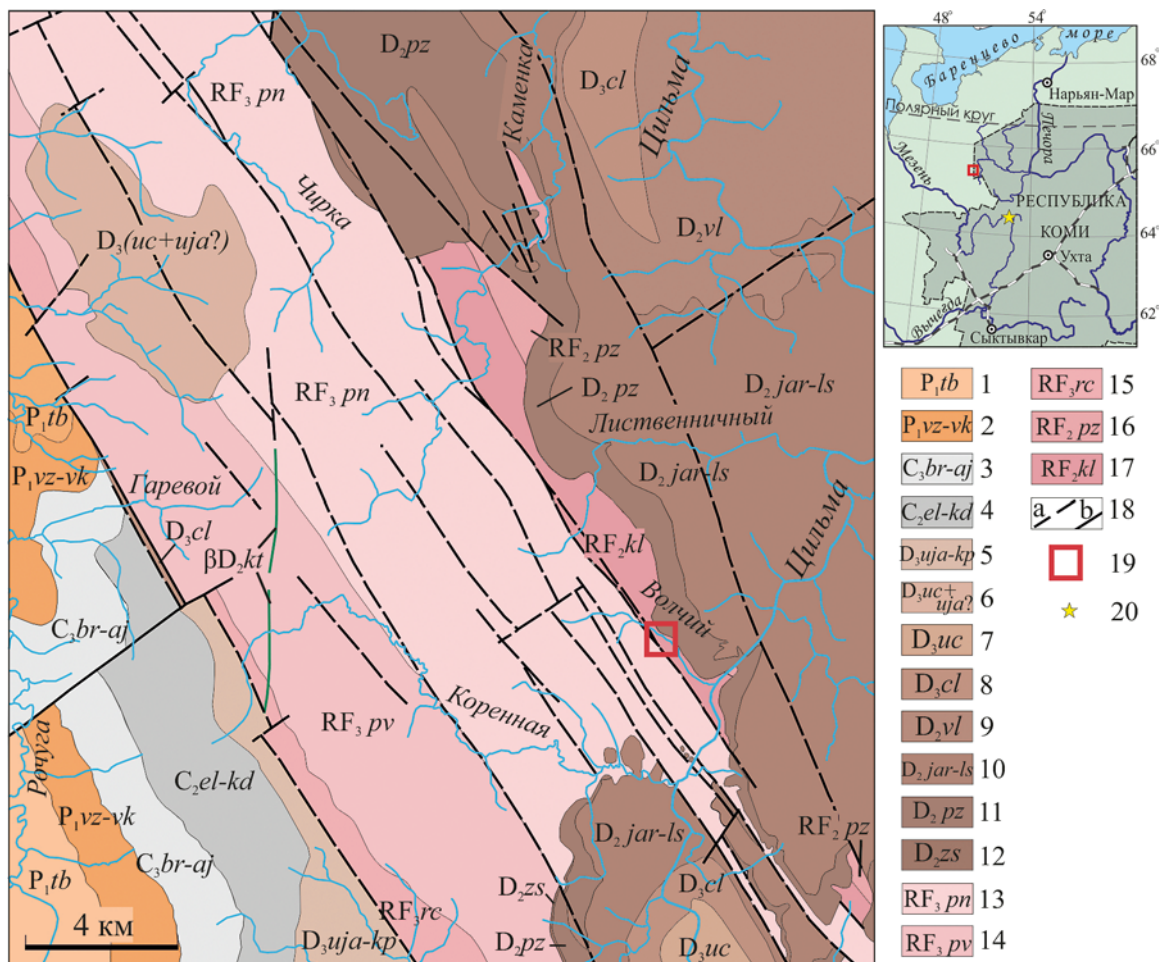 D₂pz
RF₃ pn
Каменка
D₃cl
Цильма
Чирка
D₃(uc+uja?)
D₂vl
RF₂ pz
RF₃ pn
D₂ pz
D₂ jar-ls
Лиственничный
P₁tb
P₁vz-vk
Гаревой
D₂ jar-ls
D₃cl
βD₂kt
RF₂kl
Цильма
Волчий
C₃br-aj
Коренная
RF₃ pv
Рочуга
C₂el-kd
P₁vz-vk
C₃br-aj
D₂ jar-ls
RF₂ pz
P₁tb
D₂zs
D₃cl
RF₃rc
D₃uja-kp
D₂pz
D₃uc
4 км
48° 54°
Баренцево море
68°
Нарьян-Мар
Полярный круг
Печора
66°
Мезень
РЕСПУБЛИКА
КОМИ
64°
Ухта
Вычегда
62°
Сыктывкар
P₁tb 1
P₁vz-vk 2
C₃br-aj 3
C₂el-kd 4
D₃uja-kp 5
D₃uc+
uja? 6
D₃uc 7
D₃cl 8
D₂vl 9
D₂ jar-ls 10
D₂ pz 11
D₂zs 12
RF₃ pn 13
RF₃ pv 14
RF₃rc 15
RF₂ pz 16
RF₂kl 17
a b 18
19
20